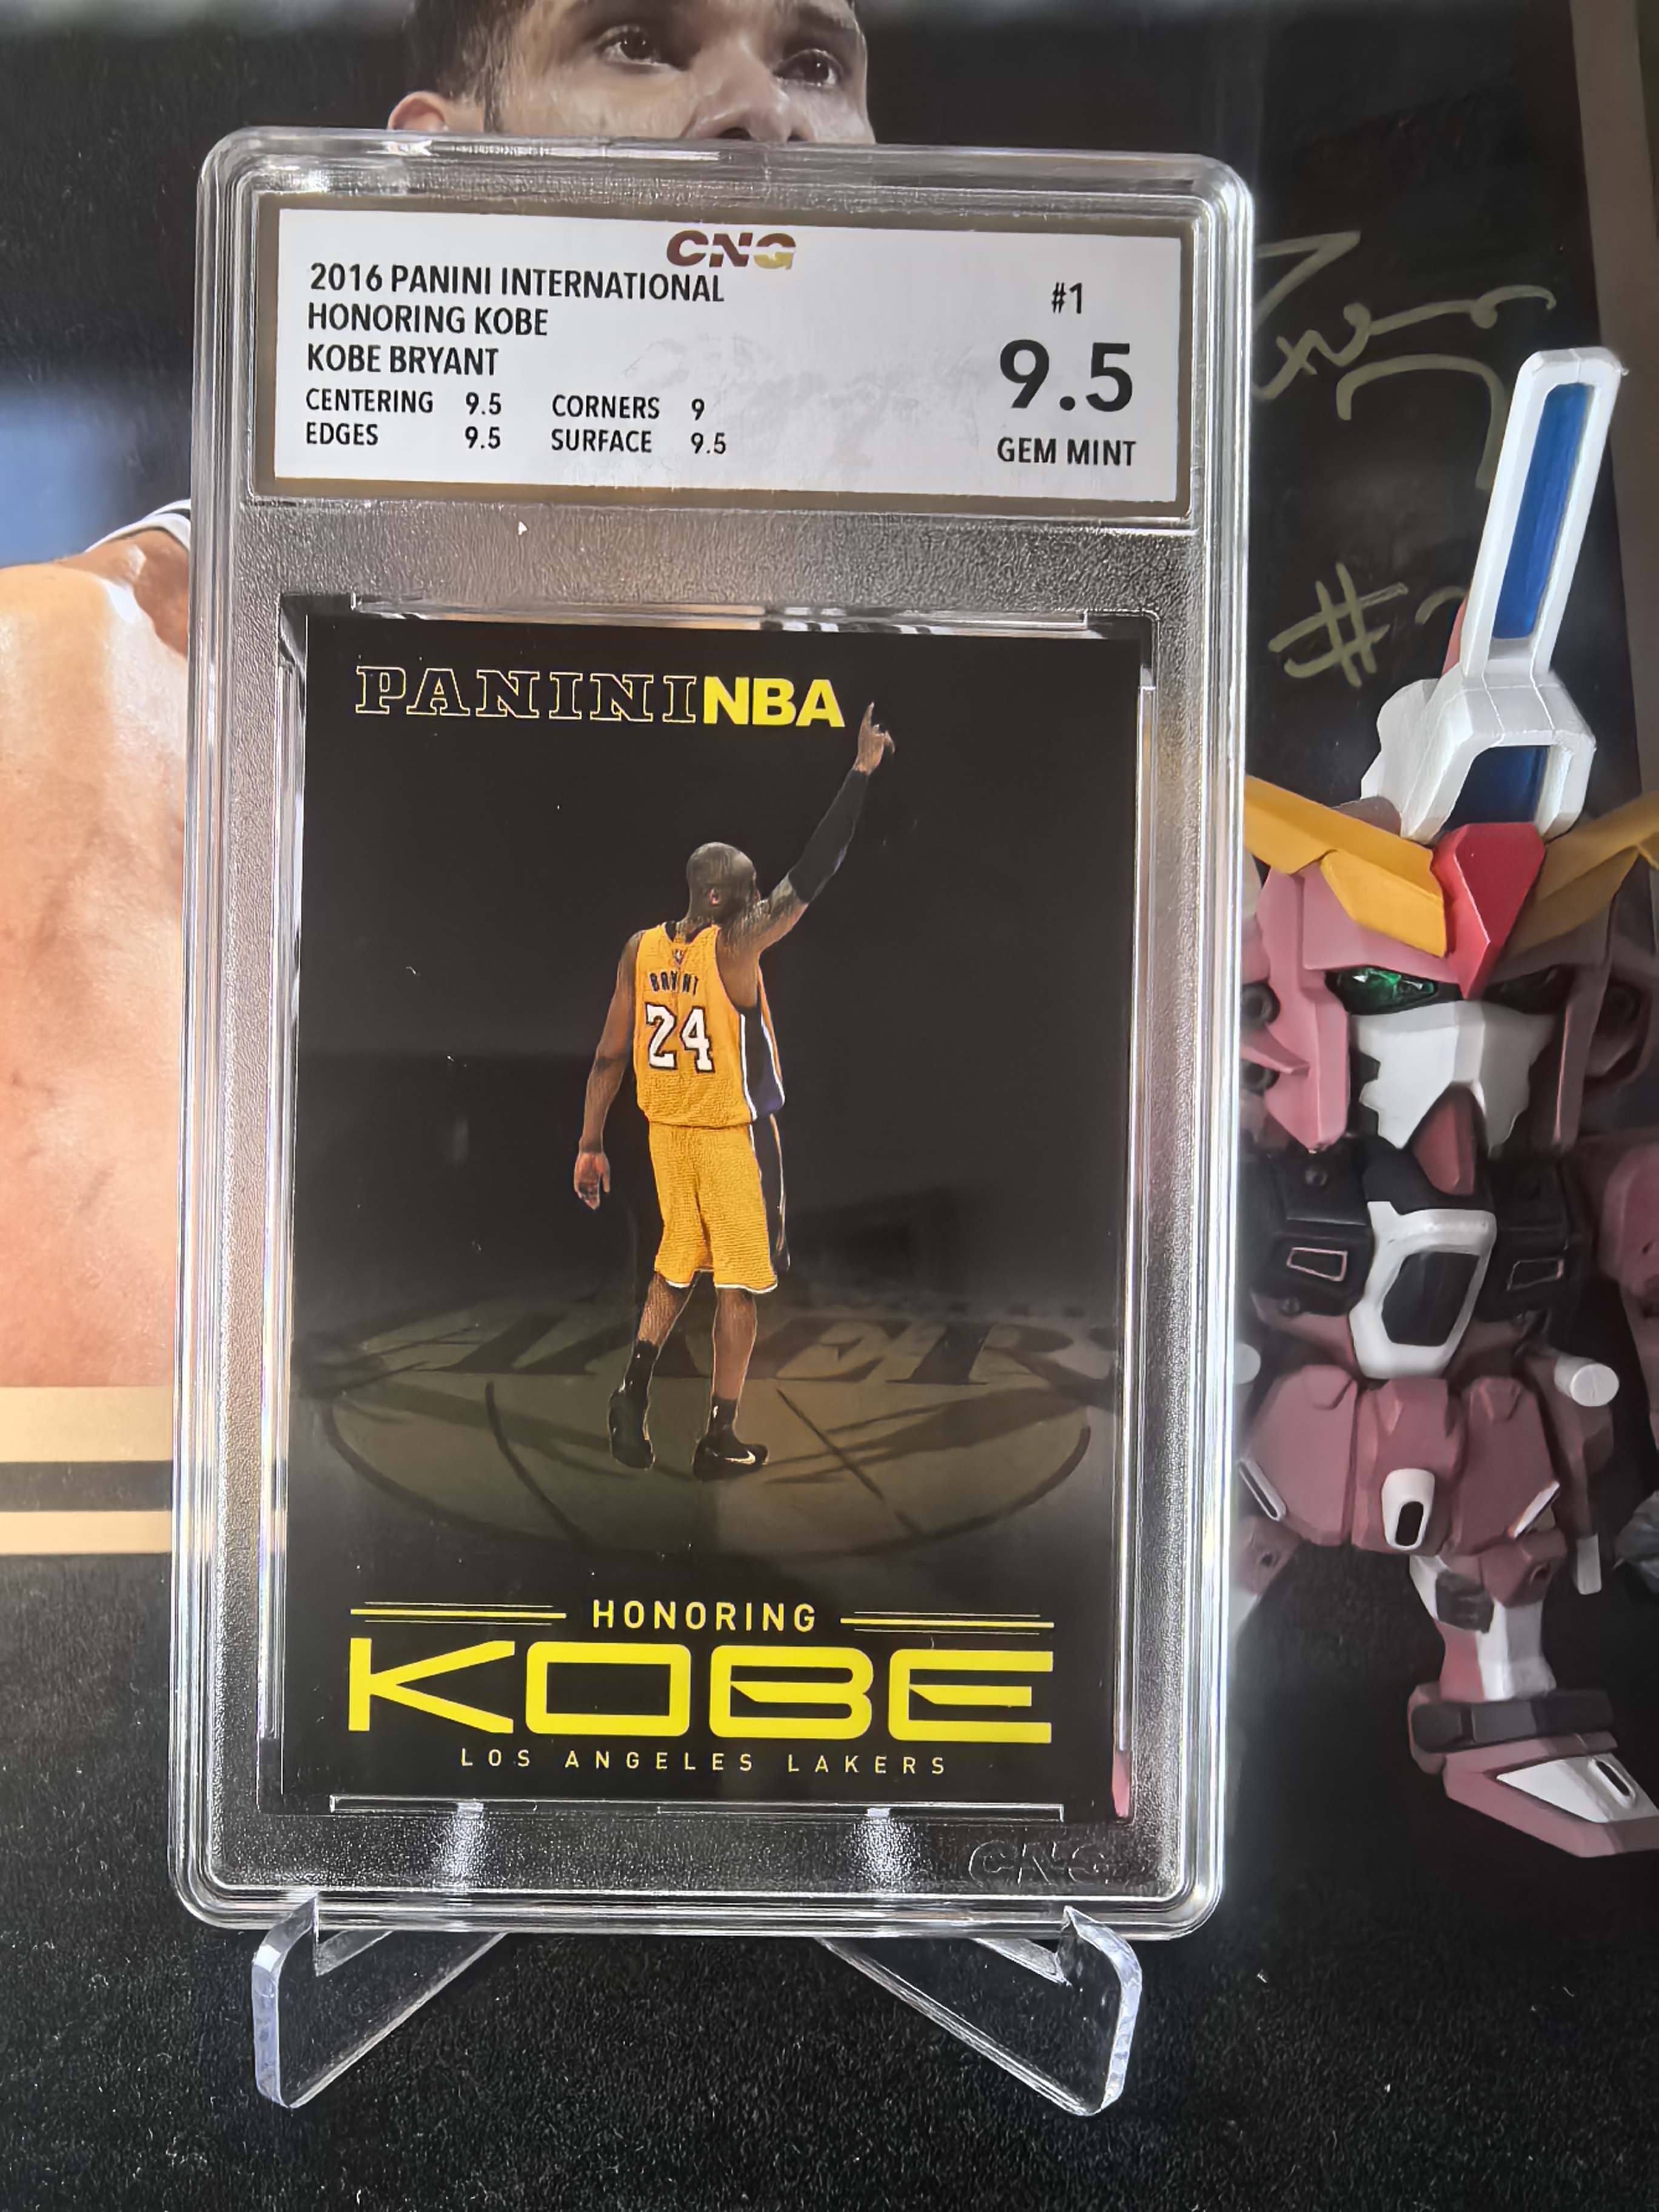 CNG
2016 PANINI INTERNATIONAL
HONORING KOBE
KOBE BRYANT
CENTERING 9.5 CORNERS 9
EDGES 9.5 SURFACE 9.5
#1
9.5
GEM MINT
PANINI NBA
BRYANT
24
HONORING
KOBE
LOS ANGELES LAKERS
CNG